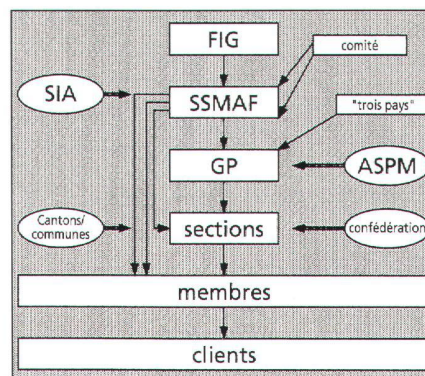 FIG
comité
SIA
SSMAF
"trois pays"
GP
ASPM
Cantons/
communes
sections
confédération
membres
clients